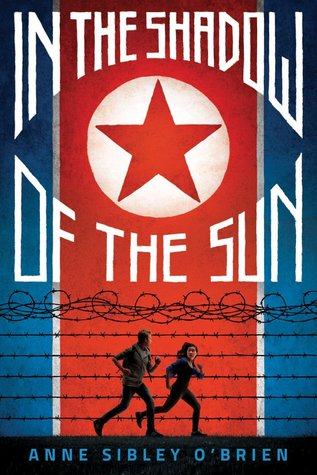 IN THE SHADOW
OF THE SUN
ANNE SIBLEY O'BRIEN